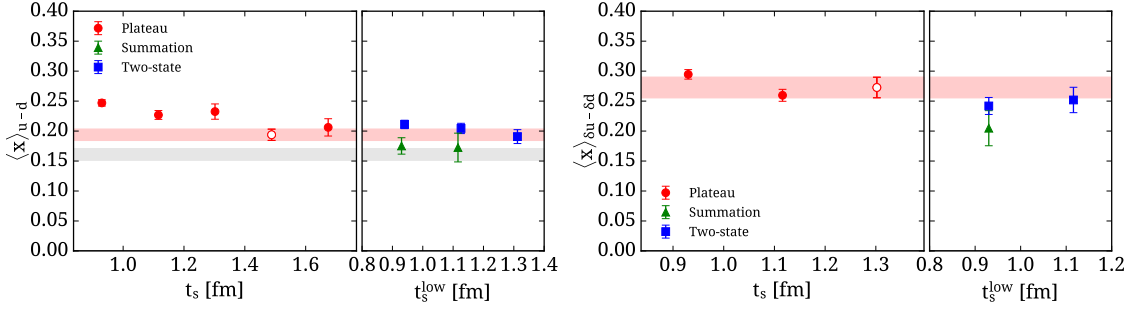 0.40
0.35
0.30
0.25
0.20
0.15
0.10
0.05
0.00
⟨x⟩u−d
Plateau
Summation
Two-state
1.0 1.2 1.4 1.6
ts [fm]
0.8 0.9 1.0 1.1 1.2 1.3 1.4
tslow [fm]
0.40
0.35
0.30
0.25
0.20
0.15
0.10
0.05
0.00
⟨x⟩δu−δd
Plateau
Summation
Two-state
0.9 1.0 1.1 1.2 1.3
ts [fm]
0.8 0.9 1.0 1.1 1.2
tslow [fm]